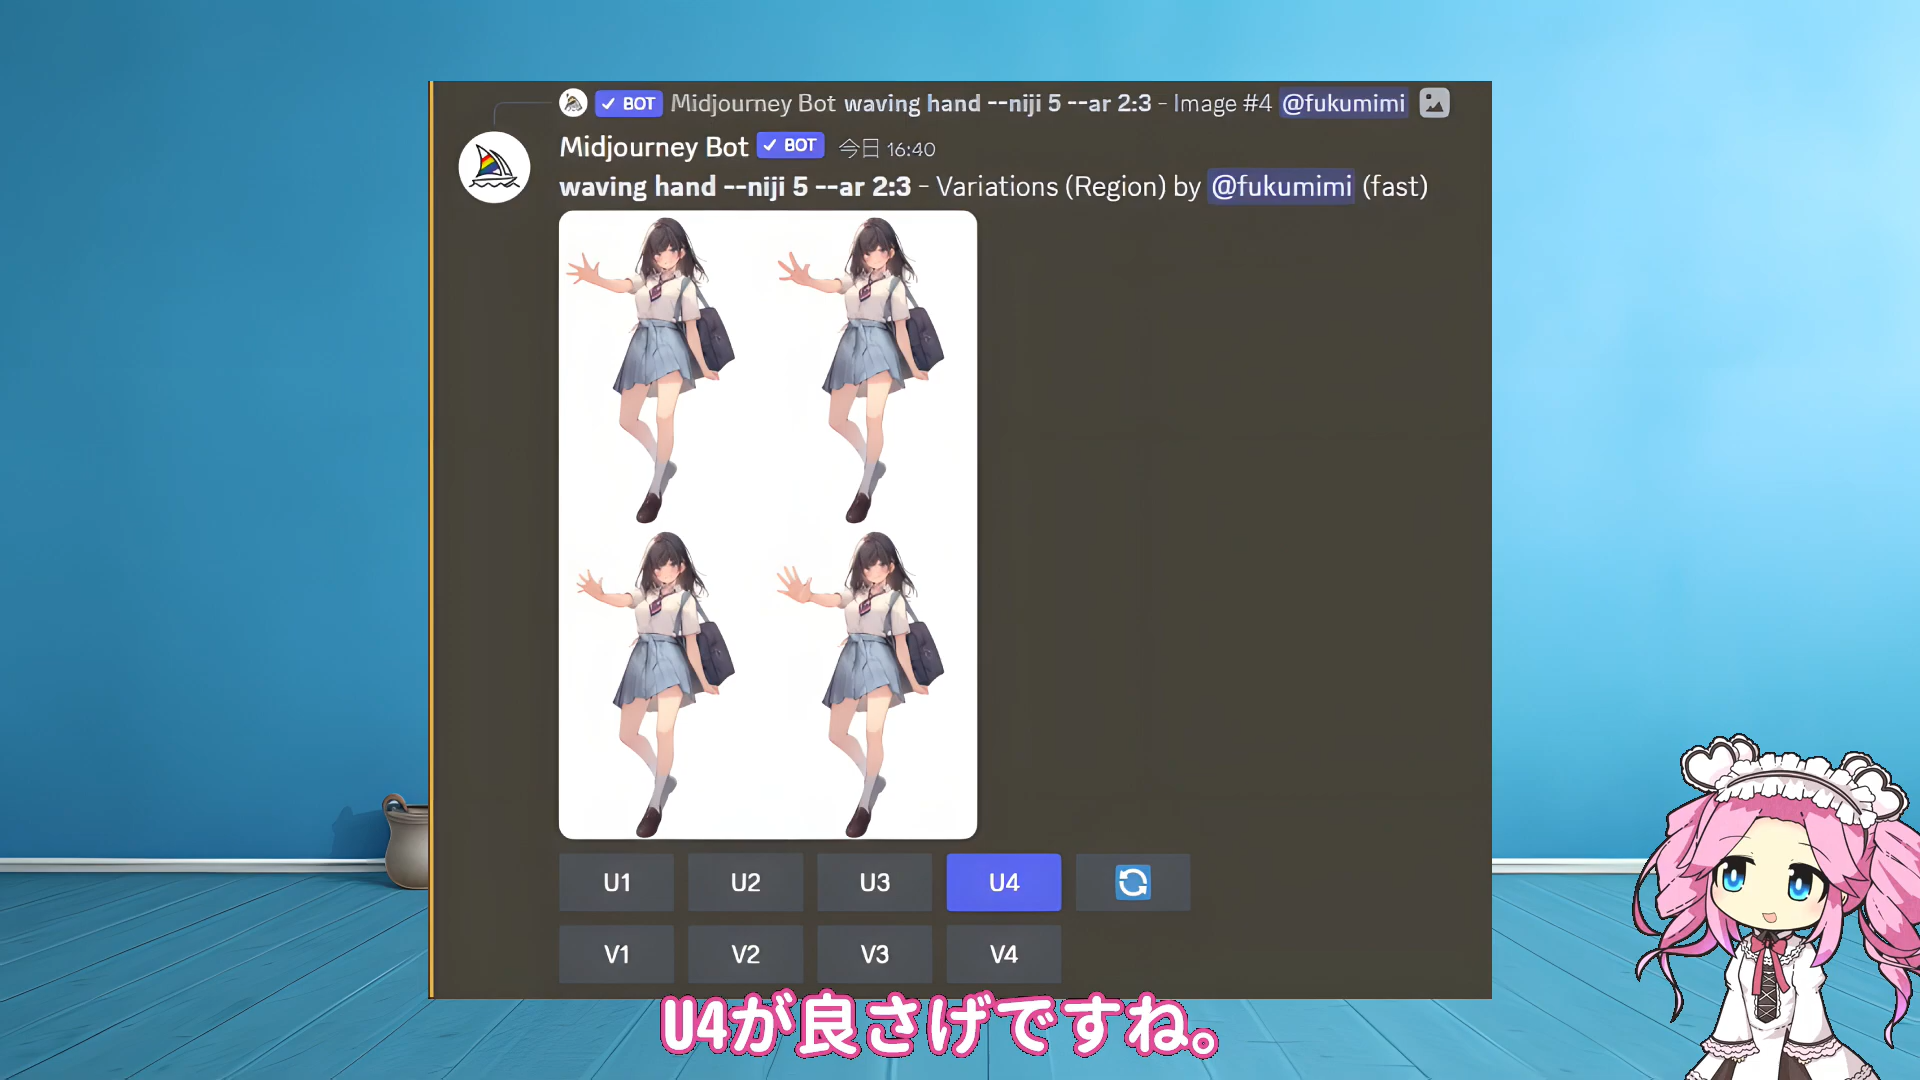 ✓ BOT Midjourney Bot waving hand --niji 5 --ar 2:3 - Image #4 @fukumimi
Midjourney Bot ✓ BOT 今日 16:40
waving hand --niji 5 --ar 2:3 - Variations (Region) by @fukumimi (fast)
U1 U2 U3 U4
V1 V2 V3 V4
U4が良さげですね。